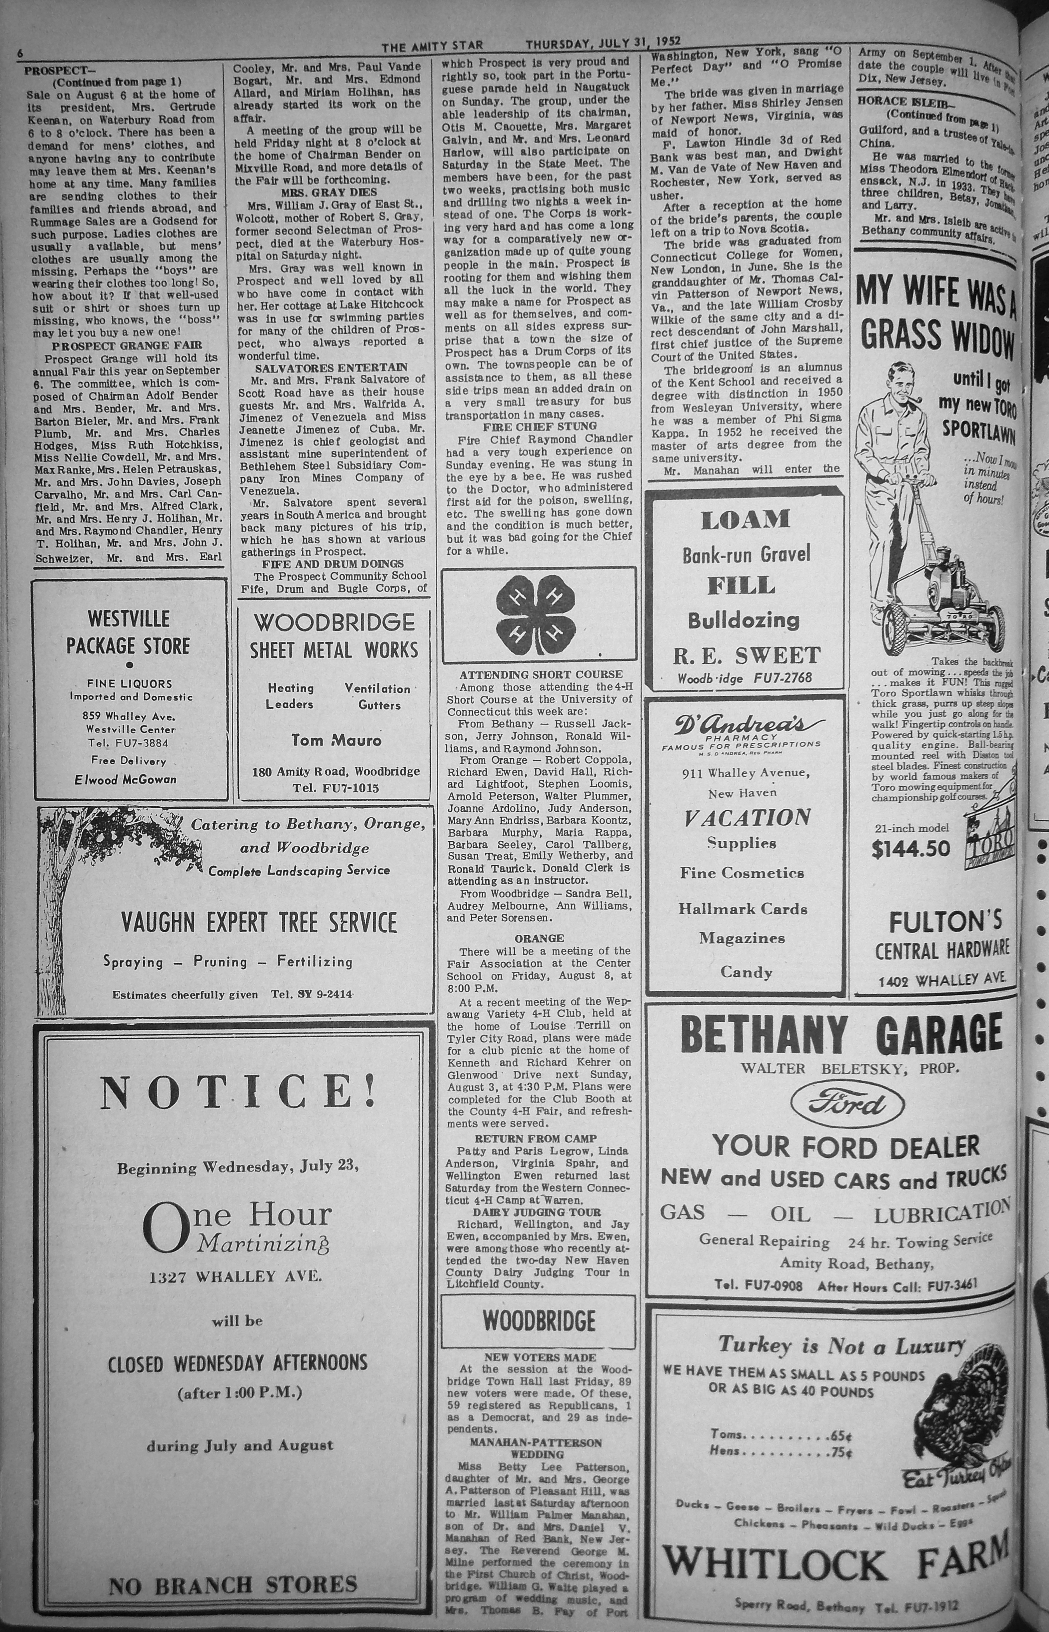 6
THE AMITY STAR THURSDAY, JULY 31, 1952
PROSPECT—
(Continued from page 1)
Sale on August 6 at the home of
its president, Mrs. Gertrude
Keenan, on Waterbury Road from
6 to 8 o'clock. There has been a
demand for mens' clothes, and
anyone having any to contribute
may leave them at Mrs. Keenan's
home at any time. Many families
are sending clothes to their
families and friends abroad, and
Rummage Sales are a Godsend for
such purpose. Ladies clothes are
usually available, but mens'
clothes are usually among the
missing. Perhaps the "boys" are
wearing their clothes too long! So,
how about it? If that well-used
suit or shirt or shoes turn up
missing, who knows, the "boss"
may let you buy a new one!
PROSPECT GRANGE FAIR
Prospect Grange will hold its
annual Fair this year on September
6. The committee, which is com-
posed of Chairman Adolf Bender
and Mrs. Bender, Mr. and Mrs.
Barton Bieler, Mr. and Mrs. Frank
Plumb, Mr. and Mrs. Charles
Hodges, Miss Ruth Hotchkiss,
Miss Nellie Cowdell, Mr. and Mrs.
Max Ranke, Mrs. Helen Petrauskas,
Mr. and Mrs. John Davies, Joseph
Carvalho, Mr. and Mrs. Carl Can-
field, Mr. and Mrs. Alfred Clark,
Mr. and Mrs. Henry J. Holihan, Mr.
and Mrs. Raymond Chandler, Henry
T. Holihan, Mr. and Mrs. John J.
Schweizer, Mr. and Mrs. Earl
Cooley, Mr. and Mrs. Paul Vande
Bogart, Mr. and Mrs. Edmond
Allard, and Miriam Holihan, has
already started its work on the
affair.
A meeting of the group will be
held Friday night at 8 o'clock at
the home of Chairman Bender on
Mixville Road, and more details of
the Fair will be forthcoming.
MRS. GRAY DIES
Mrs. William J. Gray of East St.,
Wolcott, mother of Robert S. Gray,
former second Selectman of Pros-
pect, died at the Waterbury Hos-
pital on Saturday night.
Mrs. Gray was well known in
Prospect and well loved by all
who have come in contact with
her. Her cottage at Lake Hitchcock
was in use for swimming parties
for many of the children of Pros-
pect, who always reported a
wonderful time.
SALVATORES ENTERTAIN
Mr. and Mrs. Frank Salvatore of
Scott Road have as their house
guests Mr. and Mrs. Walfrida A.
Jimenez of Venezuela and Miss
Jeanette Jimenez of Cuba. Mr.
Jimenez is chief geologist and
assistant mine superintendent of
Bethlehem Steel Subsidiary Com-
pany Iron Mines Company of
Venezuela.
Mr. Salvatore spent several
years in South America and brought
back many pictures of his trip,
which he has shown at various
gatherings in Prospect.
FIFE AND DRUM DOINGS
The Prospect Community School
Fife, Drum and Bugle Corps, of
which Prospect is very proud and
rightly so, took part in the Portu-
guese parade held in Naugatuck
on Sunday. The group, under the
able leadership of its chairman,
Otis M. Caouette, Mrs. Margaret
Galvin, and Mr. and Mrs. Leonard
Harlow, will also participate on
Saturday in the State Meet. The
members have been, for the past
two weeks, practising both music
and drilling two nights a week in-
stead of one. The Corps is work-
ing very hard and has come a long
way for a comparatively new or-
ganization made up of quite young
people in the main. Prospect is
rooting for them and wishing them
all the luck in the world. They
may make a name for Prospect as
well as for themselves, and com-
ments on all sides express sur-
prise that a town the size of
Prospect has a Drum Corps of its
own. The townspeople can be of
assistance to them, as all these
side trips mean an added drain on
a very small treasury for bus
transportation in many cases.
FIRE CHIEF STUNG
Fire Chief Raymond Chandler
had a very tough experience on
Sunday evening. He was stung in
the eye by a bee. He was rushed
to the Doctor, who administered
first aid for the poison, swelling,
etc. The swelling has gone down
and the condition is much better,
but it was bad going for the Chief
for a while.
WESTVILLE
PACKAGE STORE
FINE LIQUORS
Imported and Domestic
859 Whalley Ave.
Westville Center
Tel. FU7-3884
Free Delivery
Elwood McGowan
WOODBRIDGE
SHEET METAL WORKS
Heating Ventilation
Leaders Gutters
Tom Mauro
180 Amity Road, Woodbridge
Tel. FU7-1015
Catering to Bethany, Orange,
and Woodbridge
Complete Landscaping Service
VAUGHN EXPERT TREE SERVICE
Spraying – Pruning – Fertilizing
Estimates cheerfully given Tel. SY 9-2414
NOTICE!
Beginning Wednesday, July 23,
One Hour
Martinizing
1327 WHALLEY AVE.
will be
CLOSED WEDNESDAY AFTERNOONS
(after 1:00 P.M.)
during July and August
NO BRANCH STORES
H H H H
ATTENDING SHORT COURSE
Among those attending the 4-H
Short Course at the University of
Connecticut this week are:
From Bethany – Russell Jack-
son, Jerry Johnson, Ronald Wil-
liams, and Raymond Johnson.
From Orange – Robert Coppola,
Richard Ewen, David Hall, Rich-
ard Lightfoot, Stephen Loomis,
Arnold Peterson, Walter Plummer,
Joanne Ardolino, Judy Anderson,
Mary Ann Endriss, Barbara Koontz,
Barbara Murphy, Maria Rappa,
Barbara Seeley, Carol Tallberg,
Susan Treat, Emily Wetherby, and
Ronald Taurick. Donald Clerk is
attending as an instructor.
From Woodbridge – Sandra Bell,
Audrey Melbourne, Ann Williams,
and Peter Sorensen.
ORANGE
There will be a meeting of the
Fair Association at the Center
School on Friday, August 8, at
8:00 P.M.
At a recent meeting of the Wep-
awaug Variety 4-H Club, held at
the home of Louise Terrill on
Tyler City Road, plans were made
for a club picnic at the home of
Kenneth and Richard Kehrer on
Glenwood Drive next Sunday,
August 3, at 4:30 P.M. Plans were
completed for the Club Booth at
the County 4-H Fair, and refresh-
ments were served.
RETURN FROM CAMP
Patty and Paris Legrow, Linda
Anderson, Virginia Spahr, and
Wellington Ewen returned last
Saturday from the Western Connec-
ticut 4-H Camp at Warren.
DAIRY JUDGING TOUR
Richard, Wellington, and Jay
Ewen, accompanied by Mrs. Ewen,
were among those who recently at-
tended the two-day New Haven
County Dairy Judging Tour in
Litchfield County.
WOODBRIDGE
NEW VOTERS MADE
At the session at the Wood-
bridge Town Hall last Friday, 89
new voters were made. Of these,
59 registered as Republicans, 1
as a Democrat, and 29 as inde-
pendents.
MANAHAN-PATTERSON
WEDDING
Miss Betty Lee Patterson,
daughter of Mr. and Mrs. George
A. Patterson of Pleasant Hill, was
married last at Saturday afternoon
to Mr. William Palmer Manahan,
son of Dr. and Mrs. Daniel V.
Manahan of Red Bank, New Jer-
sey. The Reverend George M.
Milne performed the ceremony in
the First Church of Christ, Wood-
bridge. William G. Waite played a
program of wedding music, and
Mrs. Thomas B. Fay of Port
Washington, New York, sang "O
Perfect Day" and "O Promise
Me."
The bride was given in marriage
by her father. Miss Shirley Jensen
of Newport News, Virginia, was
maid of honor.
F. Lawton Hindle 3d of Red
Bank was best man, and Dwight
M. Van de Vate of New Haven and
Rochester, New York, served as
usher.
After a reception at the home
of the bride's parents, the couple
left on a trip to Nova Scotia.
The bride was graduated from
Connecticut College for Women,
New London, in June. She is the
granddaughter of Mr. Thomas Cal-
vin Patterson of Newport News,
Va., and the late William Crosby
Wilkie of the same city and a di-
rect descendant of John Marshall,
first chief justice of the Supreme
Court of the United States.
The bridegroom is an alumnus
of the Kent School and received a
degree with distinction in 1950
from Wesleyan University, where
he was a member of Phi Sigma
Kappa. In 1952 he received the
master of arts degree from the
same university.
Mr. Manahan will enter the
Army on September 1. After that
date the couple will live in Fort
Dix, New Jersey.
HORACE ISLEIB—
(Continued from page 1)
Guilford, and a trustee of Yale-in
China.
He was married to the former
Miss Theodora Elmendorf of Hack-
ensack, N.J. in 1933. They have
three children, Betsy, Jonathan,
and Larry.
Mr. and Mrs. Isleib are active in
Bethany community affairs.
LOAM
Bank-run Gravel
FILL
Bulldozing
R. E. SWEET
Woodb idge FU7-2768
D'Andrea's
PHARMACY
FAMOUS FOR PRESCRIPTIONS
911 Whalley Avenue,
New Haven
VACATION
Supplies
Fine Cosmetics
Hallmark Cards
Magazines
Candy
MY WIFE WAS A
GRASS WIDOW
until I got
my new TORO
SPORTLAWN
...Now I mow
in minutes
instead
of hours!
TORO
Takes the backbreak
out of mowing...speeds the job
...makes it FUN! This rugged
Toro Sportlawn whisks through
thick grass, purrs up steep slopes
while you just go along for the
walk! Fingertip controls on handle.
Powered by quick-starting 1.5 h.p.
quality engine. Ball-bearing
mounted reel with Disston tool
steel blades. Finest construction
by world famous makers of
Toro mowing equipment for
championship golf courses.
21-inch model
$144.50
TORO
POWER MOWERS
FULTON'S
CENTRAL HARDWARE
1402 WHALLEY AVE.
BETHANY GARAGE
WALTER BELETSKY, PROP.
Ford
YOUR FORD DEALER
NEW and USED CARS and TRUCKS
GAS — OIL — LUBRICATION
General Repairing 24 hr. Towing Service
Amity Road, Bethany,
Tel. FU7-0908 After Hours Call: FU7-3461
Turkey is Not a Luxury
WE HAVE THEM AS SMALL AS 5 POUNDS
OR AS BIG AS 40 POUNDS
Toms..........65¢
Hens..........75¢
Eat Turkey Often
Ducks – Geese – Broilers – Fryers – Fowl – Roasters – Squab
Chickens – Pheasants – Wild Ducks – Eggs
WHITLOCK FARM
Sperry Road, Bethany Tel. FU7-1912